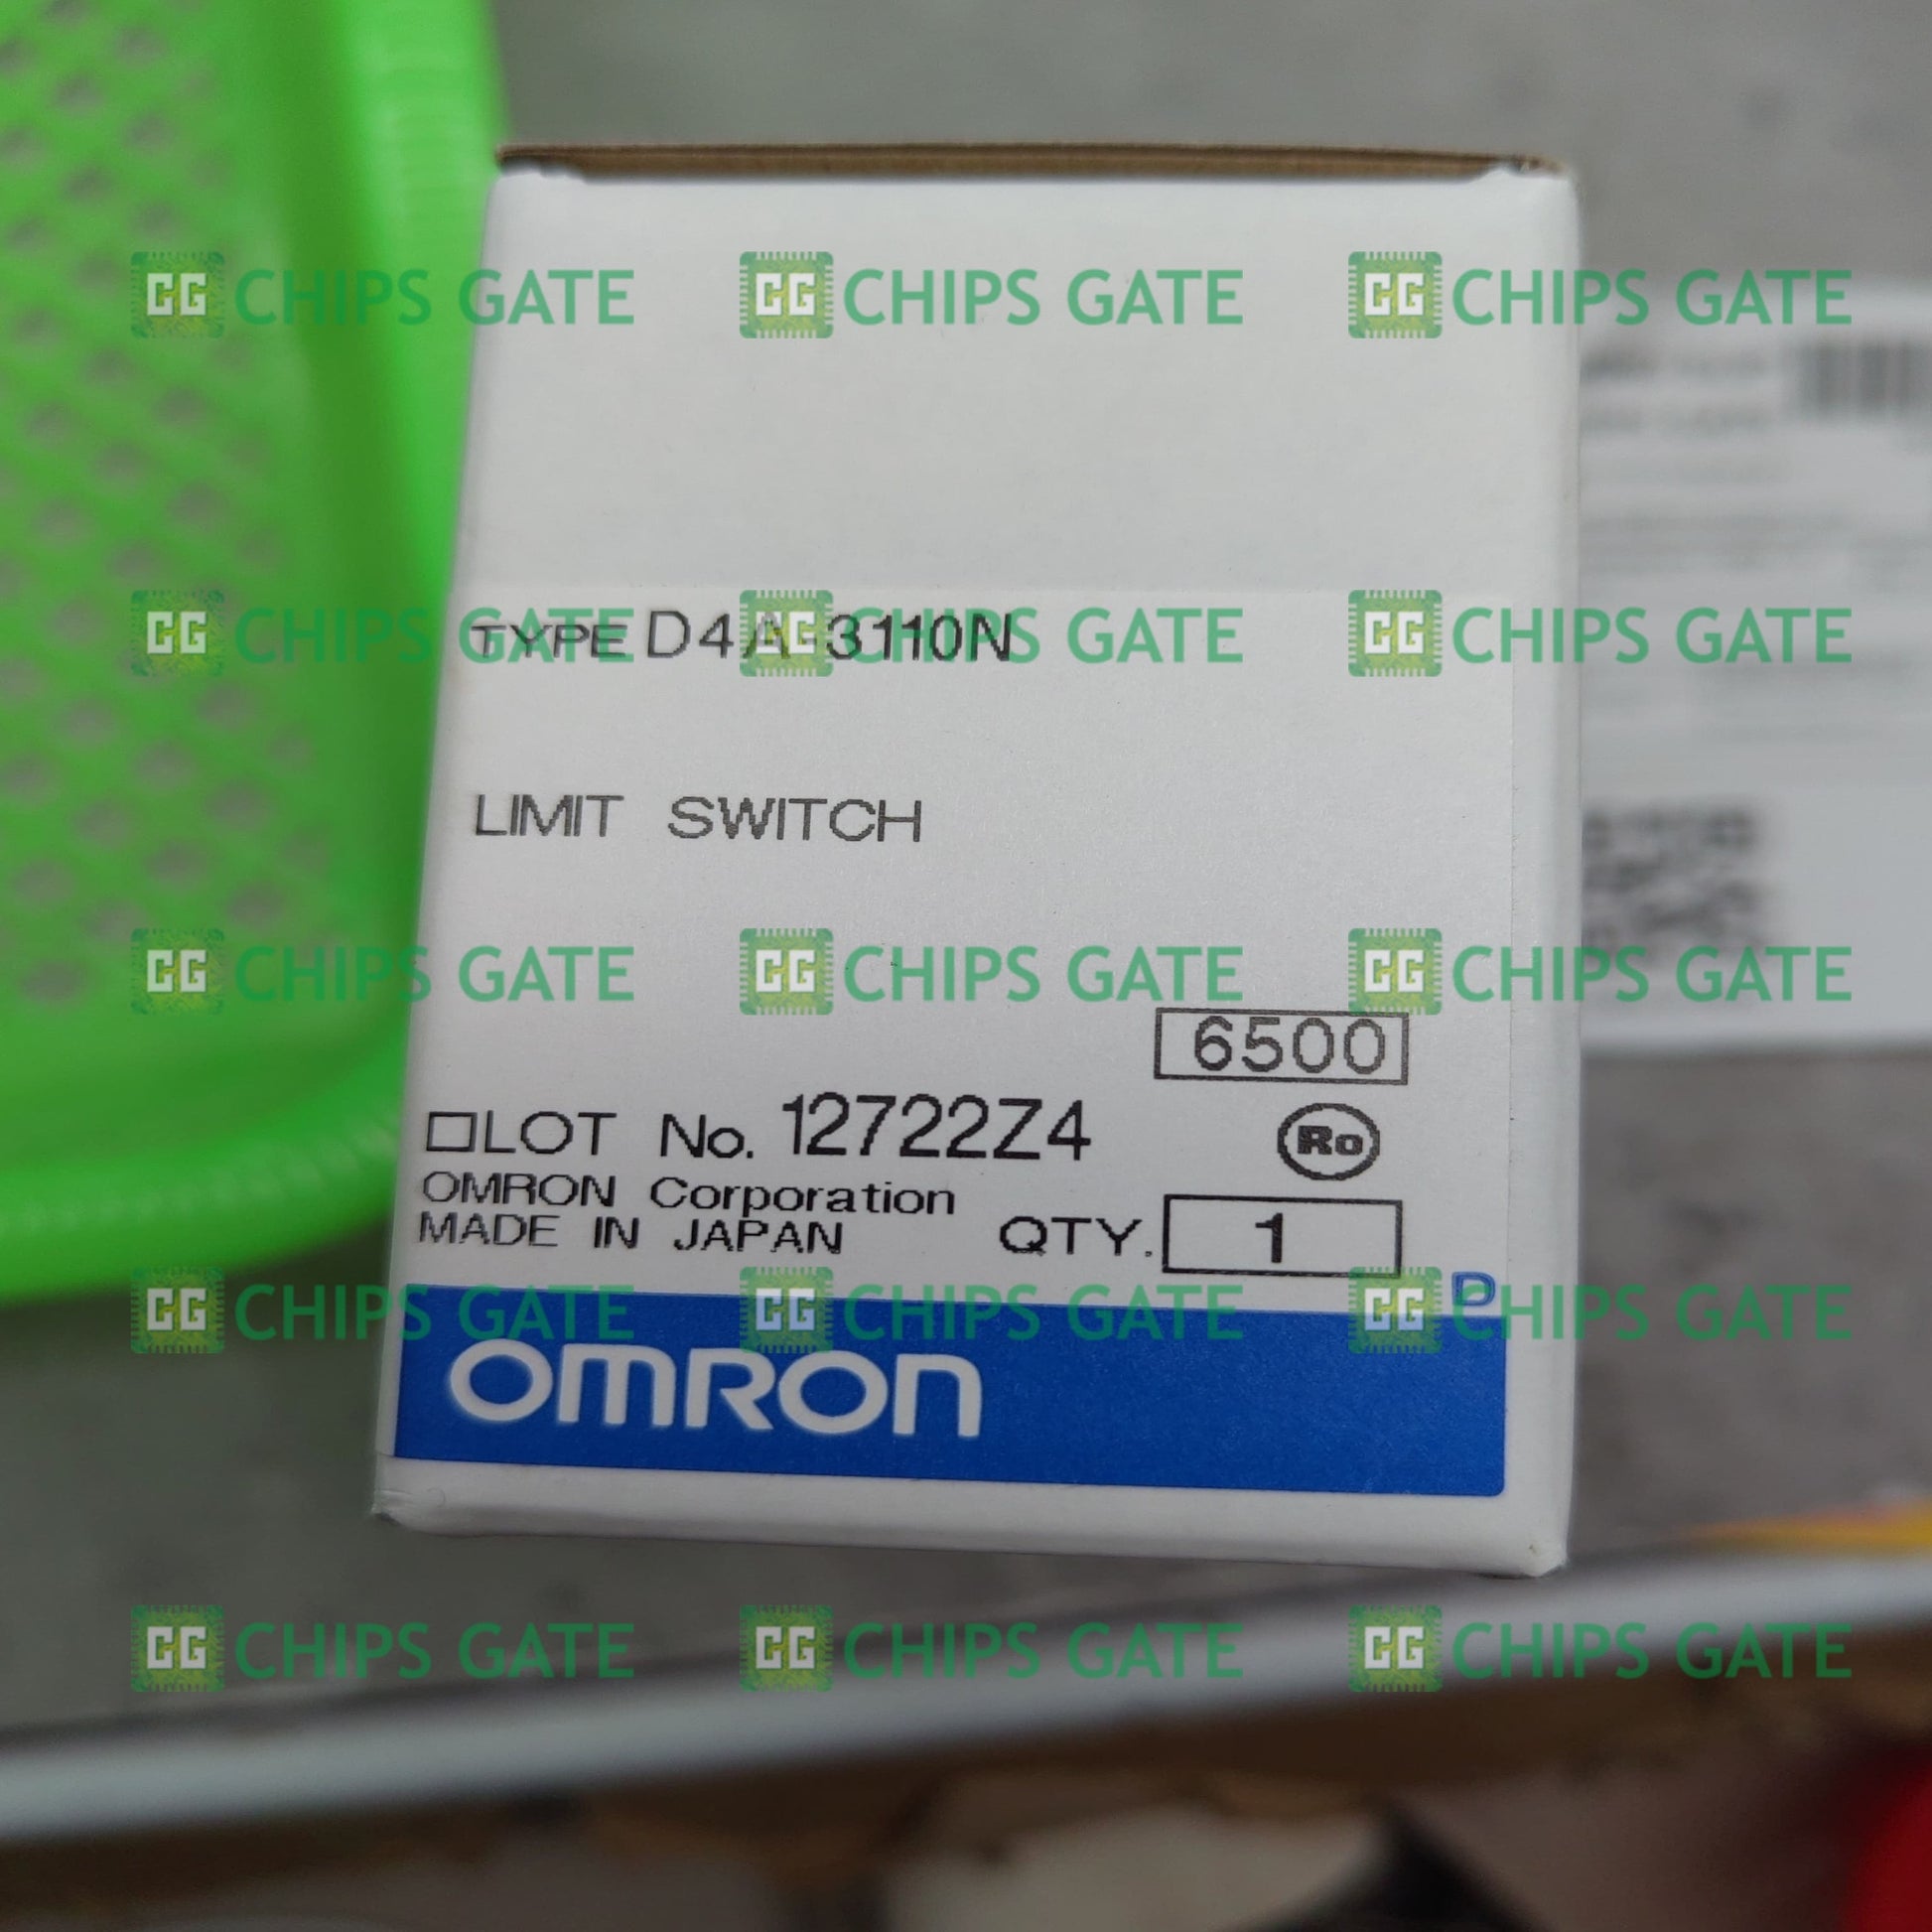 CG CHIPS GATE CG CHIPS GATE CG CHIPS GATE
TYPE D4A-3110N
CG CHIPS GATE CG CHIPS GATE CG CHIPS GATE
LIMIT SWITCH
CG CHIPS GATE CG CHIPS GATE CG CHIPS GATE
6500
□LOT No. 12722Z4
Ro
OMRON Corporation
MADE IN JAPAN QTY. 1
D
CG CHIPS GATE CG CHIPS GATE CG CHIPS GATE
OMRON
CG CHIPS GATE CG CHIPS GATE CG CHIPS GATE